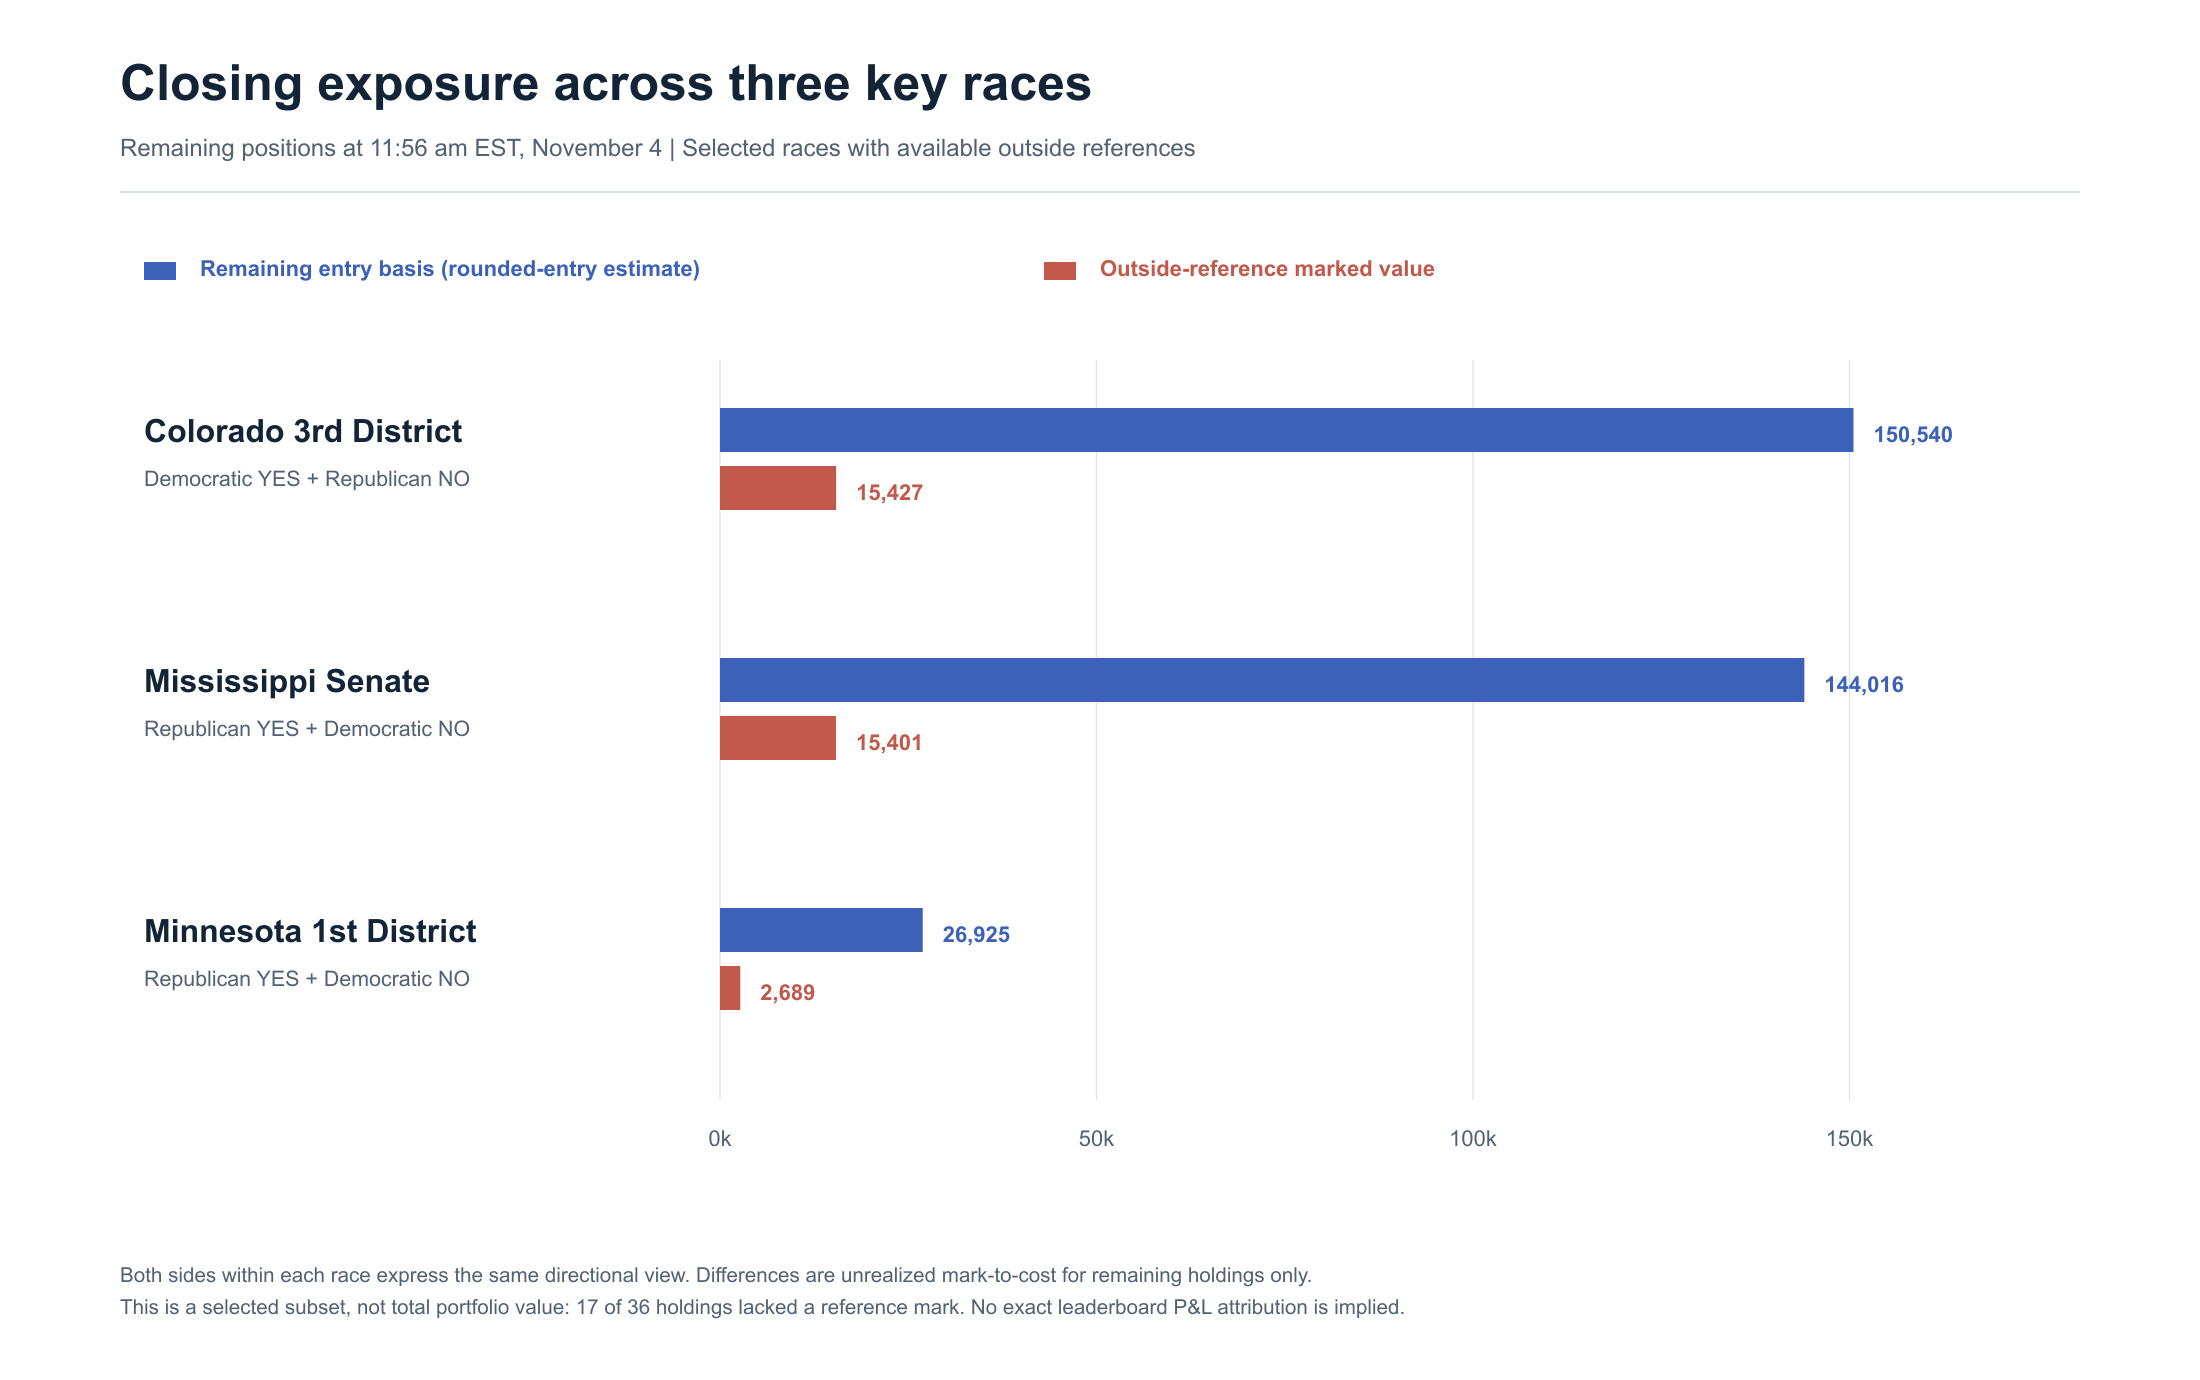 Closing exposure across three key races
Remaining positions at 11:56 am EST, November 4 | Selected races with available outside references
Remaining entry basis (rounded-entry estimate)
Outside-reference marked value
Colorado 3rd District
Democratic YES + Republican NO
150,540
15,427
Mississippi Senate
Republican YES + Democratic NO
144,016
15,401
Minnesota 1st District
Republican YES + Democratic NO
26,925
2,689
0k
50k
100k
150k
Both sides within each race express the same directional view. Differences are unrealized mark-to-cost for remaining holdings only.
This is a selected subset, not total portfolio value: 17 of 36 holdings lacked a reference mark. No exact leaderboard P&L attribution is implied.